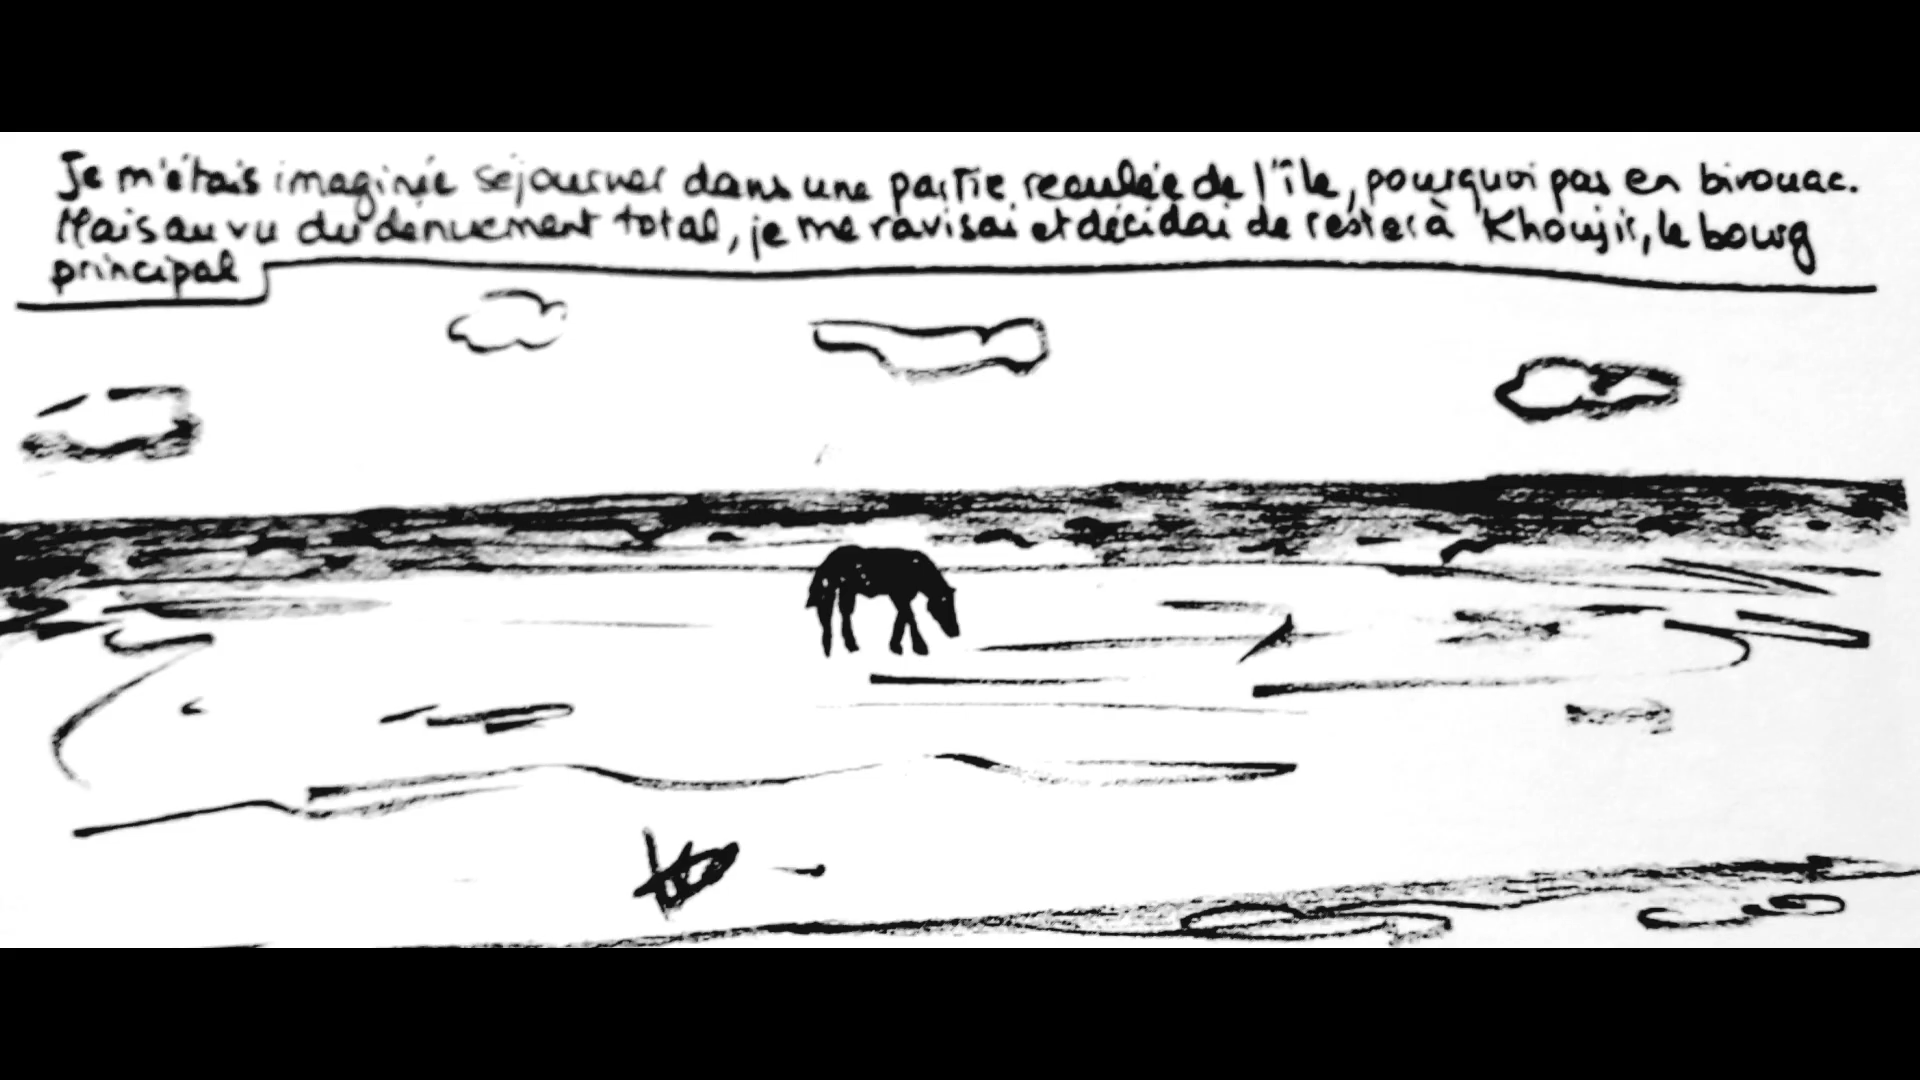 Je m'étais imaginée séjourner dans une partie reculée de l'île, pourquoi pas en bivouac.
Mais au vu du dénuement total, je me ravisai et décidai de rester à Khoujir, le bourg
principal